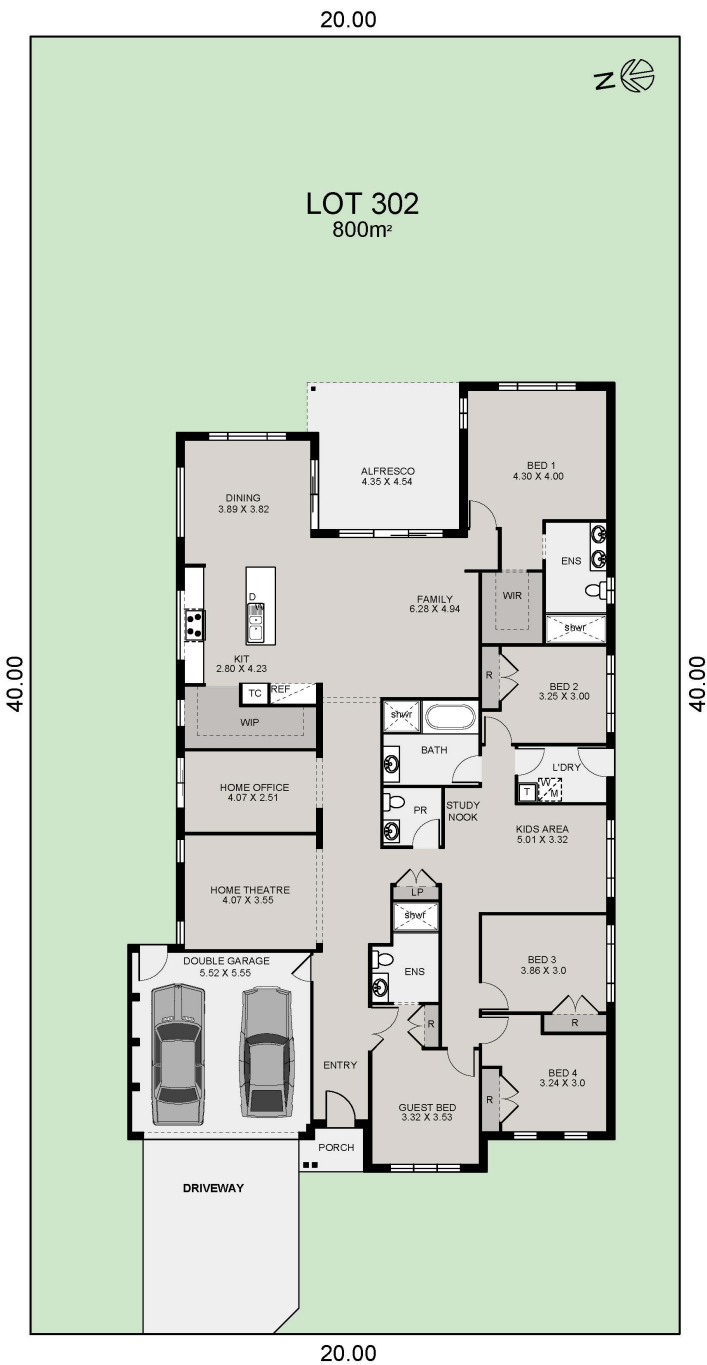 20.00
N
LOT 302
800m²
40.00
40.00
ALFRESCO
4.35 X 4.54
BED 1
4.30 X 4.00
DINING
3.89 X 3.82
ENS
D
W
FAMILY
6.28 X 4.94
WIR
shwr
KIT
2.80 X 4.23
TC
REF
WIP
R
BED 2
3.25 X 3.00
shwr
BATH
L'DRY
T
W
M
HOME OFFICE
4.07 X 2.51
PR
STUDY
NOOK
KIDS AREA
5.01 X 3.32
HOME THEATRE
4.07 X 3.55
LP
shwr
ENS
DOUBLE GARAGE
5.52 X 5.55
BED 3
3.86 X 3.0
R
R
ENTRY
BED 4
3.24 X 3.0
R
GUEST BED
3.32 X 3.53
PORCH
DRIVEWAY
20.00